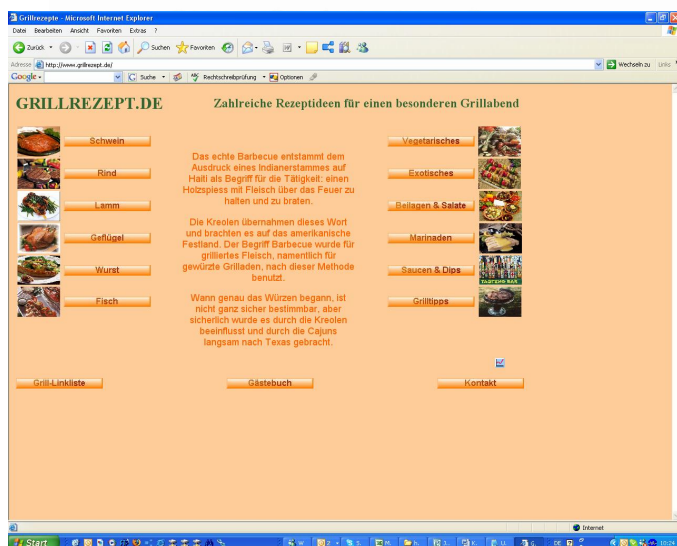 Grillrezepte - Microsoft Internet Explorer
Datei Bearbeiten Ansicht Favoriten Extras ?
Zurück Suchen Favoriten
Adresse http://www.grillrezept.de/ Wechseln zu Links
Google Suche Rechtschreibprüfung Optionen
GRILLREZEPT.DE Zahlreiche Rezeptideen für einen besonderen Grillabend
Schwein
Rind
Lamm
Geflügel
Wurst
Fisch
Das echte Barbecue entstammt dem
Ausdruck eines Indianerstammes auf
Haiti als Begriff für die Tätigkeit: einen
Holzspiess mit Fleisch über das Feuer zu
halten und zu braten.
Die Kreolen übernahmen dieses Wort
und brachten es auf das amerikanische
Festland. Der Begriff Barbecue wurde für
grilliertes Fleisch, namentlich für
gewürzte Grilladen, nach dieser Methode
benutzt.
Wann genau das Würzen begann, ist
nicht ganz sicher bestimmbar, aber
sicherlich wurde es durch die Kreolen
beeinflusst und durch die Cajuns
langsam nach Texas gebracht.
Vegetarisches
Exotisches
Beilagen & Salate
Marinaden
Saucen & Dips
TASTING BAR
Grilltipps
Grill-Linkliste Gästebuch Kontakt
Internet
Start DE 10:24